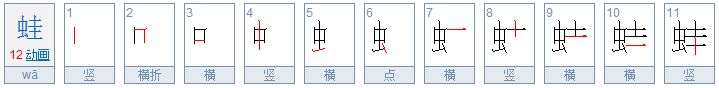 蛙
12 动画
wā
1 2 3 4 5 6 7 8 9 10 11
竖 横折 横 竖 横 点 横 竖 横 横 竖